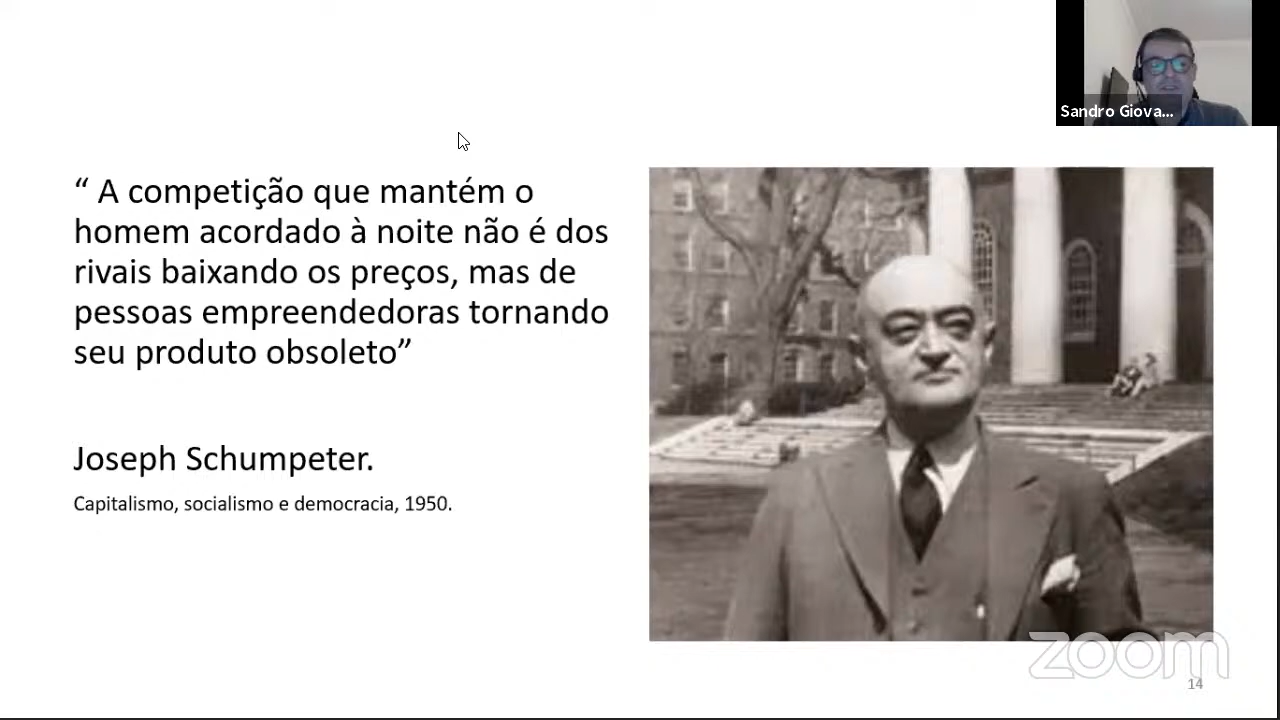 Sandro Giova...
“ A competição que mantém o
homem acordado à noite não é dos
rivais baixando os preços, mas de
pessoas empreendedoras tornando
seu produto obsoleto”
Joseph Schumpeter.
Capitalismo, socialismo e democracia, 1950.
zoom
14